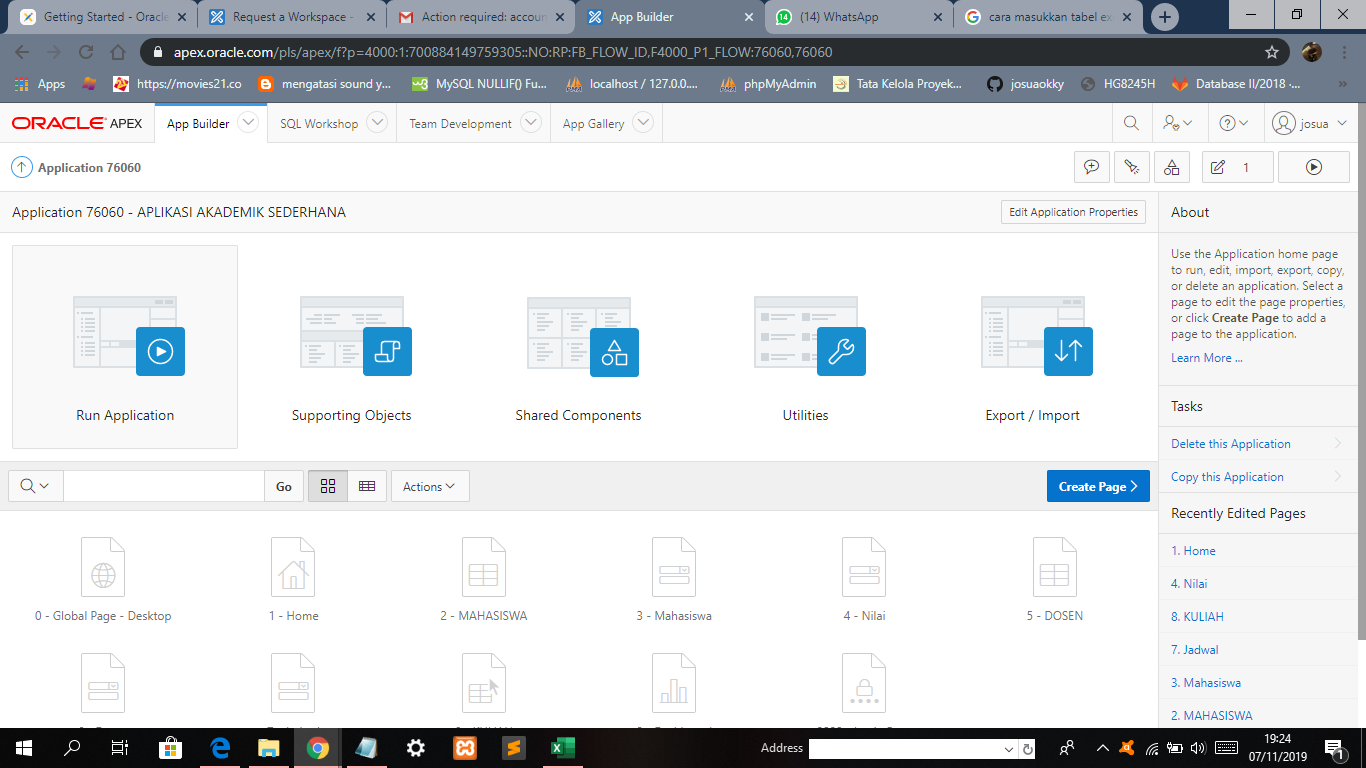 Getting Started - Oracle
Request a Workspace -
Action required: accoun
App Builder
(14) WhatsApp
cara masukkan tabel ex
apex.oracle.com/pls/apex/f?p=4000:1:700884149759305::NO:RP:FB_FLOW_ID,F4000_P1_FLOW:76060,76060
Apps
https://movies21.co
mengatasi sound y...
MySQL NULLIF() Fu...
localhost / 127.0.0....
phpMyAdmin
Tata Kelola Proyek...
josuaokky
HG8245H
Database II/2018 -...
»
ORACLE APEX
App Builder
SQL Workshop
Team Development
App Gallery
josua
Application 76060
1
Application 76060 - APLIKASI AKADEMIK SEDERHANA
Edit Application Properties
About
Use the Application home page
to run, edit, import, export, copy,
or delete an application. Select a
page to edit the page properties,
or click Create Page to add a
page to the application.
Learn More ...
Run Application
Supporting Objects
Shared Components
Utilities
Export / Import
Tasks
Delete this Application
Copy this Application
Go
Actions
Create Page
Recently Edited Pages
1. Home
4. Nilai
8. KULIAH
7. Jadwal
3. Mahasiswa
2. MAHASISWA
0 - Global Page - Desktop
1 - Home
2 - MAHASISWA
3 - Mahasiswa
4 - Nilai
5 - DOSEN
Address
19:24
07/11/2019
1